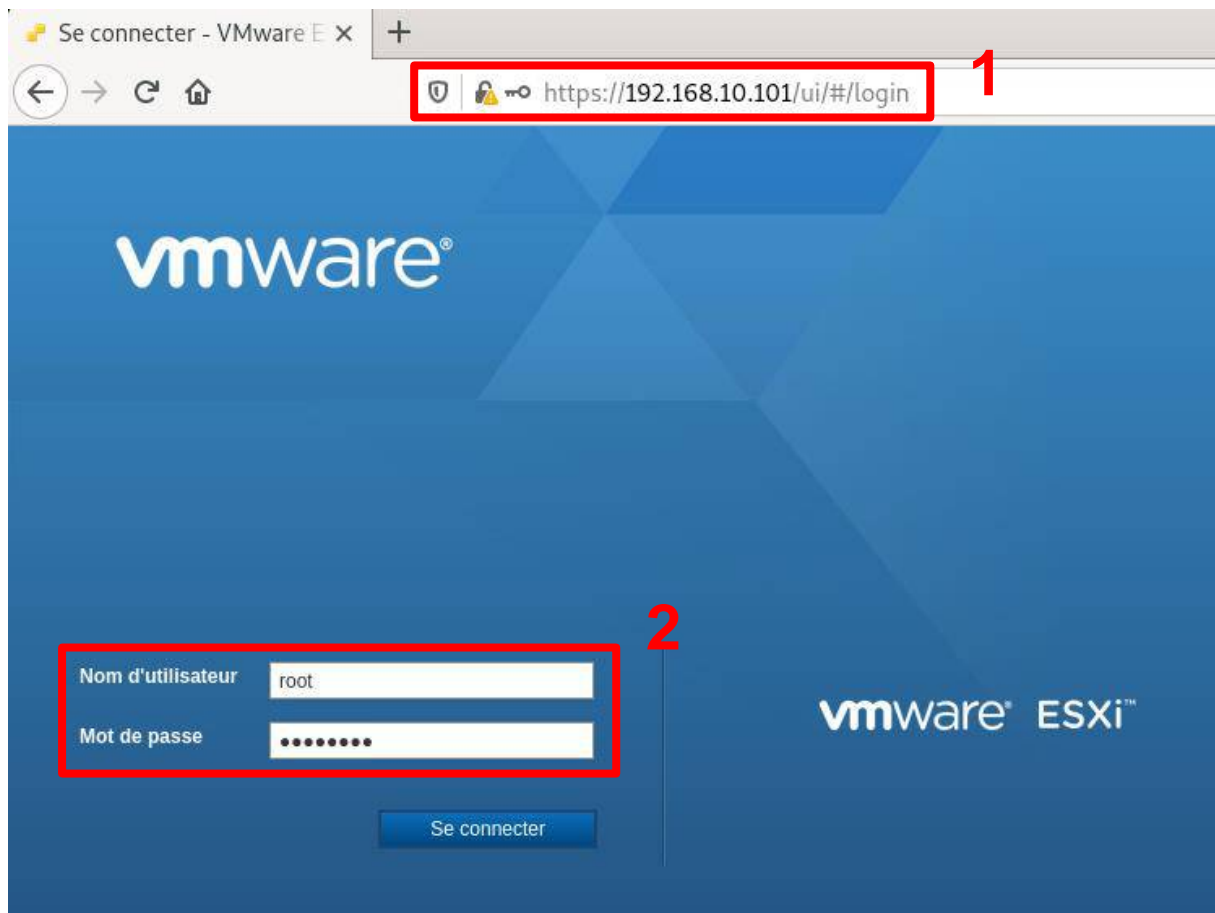 Se connecter - VMware E
1
https://192.168.10.101/ui/#/login
vmware®
2
Nom d'utilisateur root
Mot de passe ••••••••
vmware® ESXi™
Se connecter